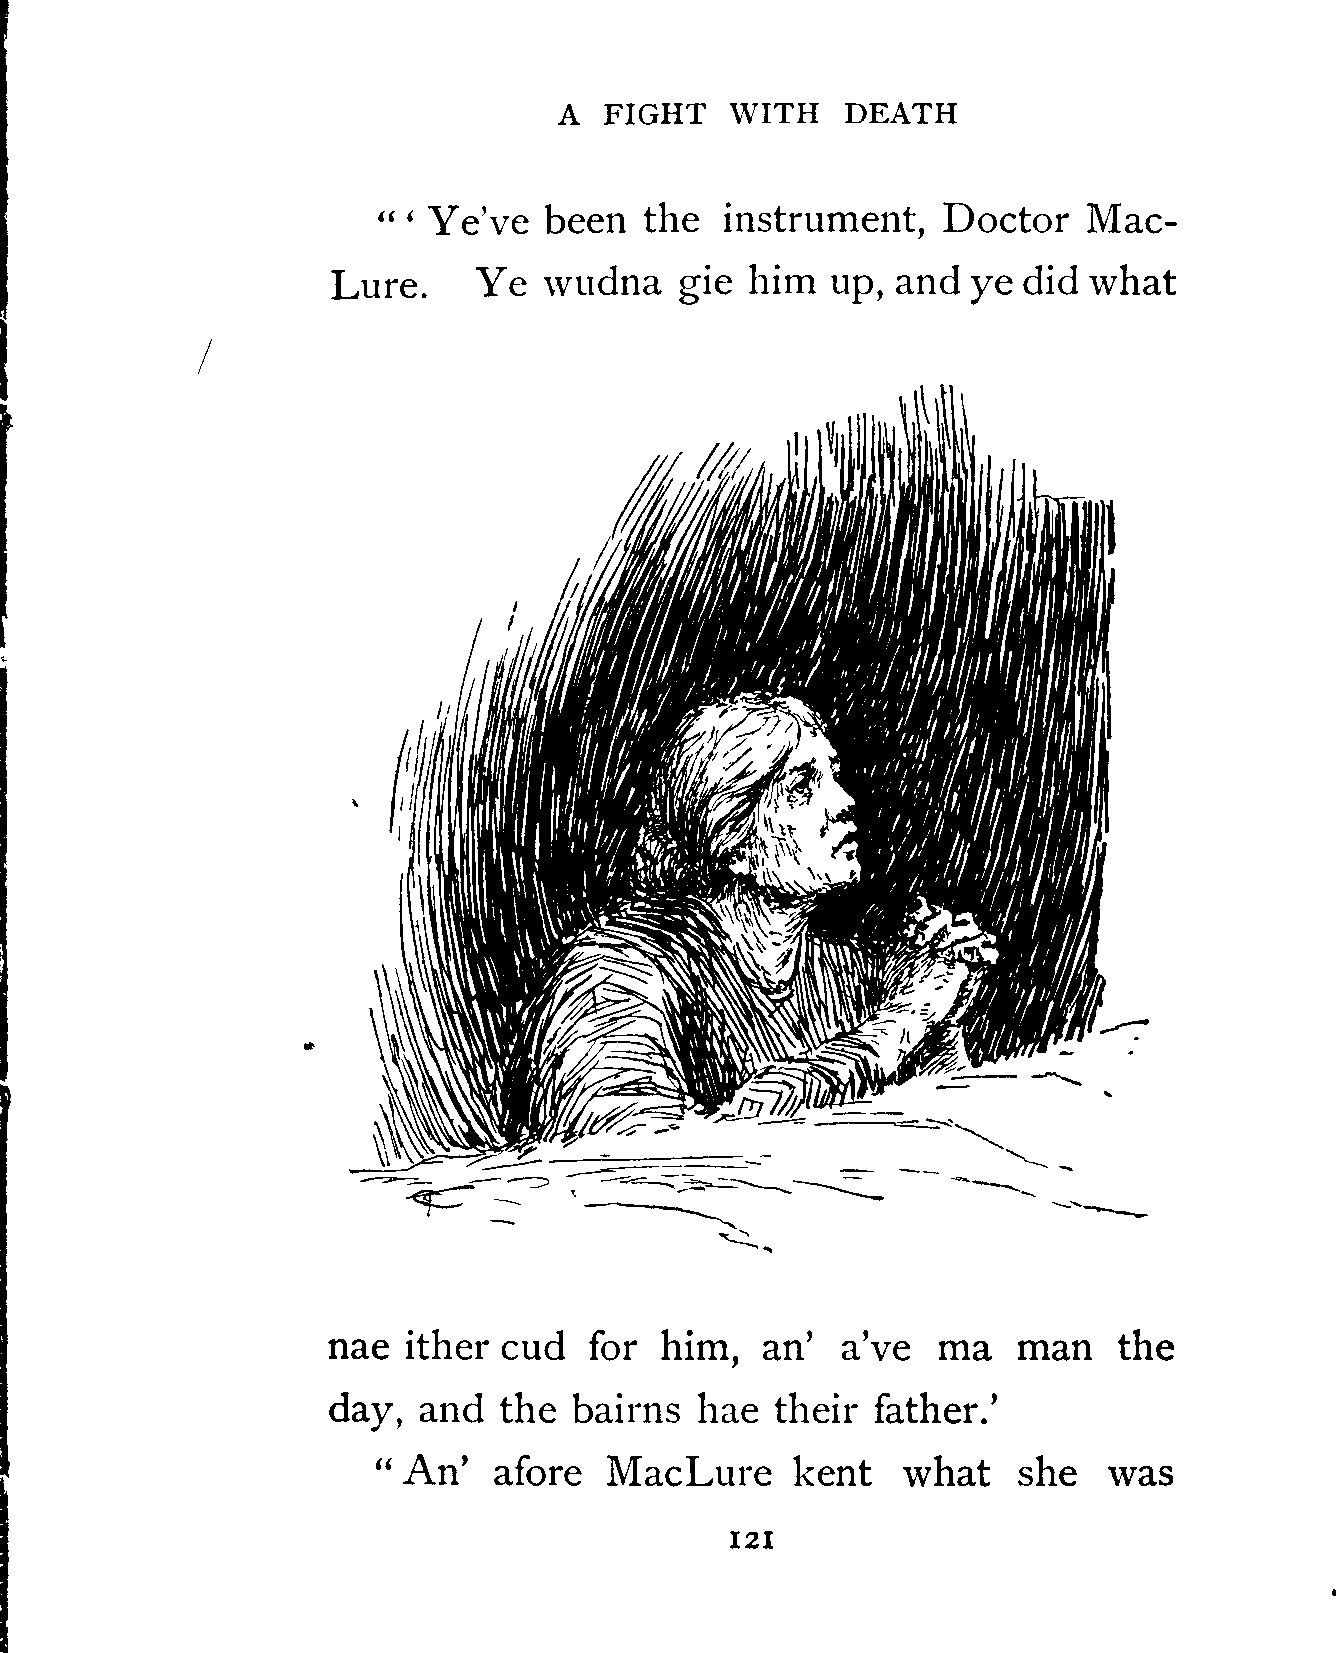 A FIGHT WITH DEATH
“‘Ye’ve been the instrument, Doctor Mac-
Lure. Ye wudna gie him up, and ye did what
nae ither cud for him, an’ a’ve ma man the
day, and the bairns hae their father.’
“An’ afore MacLure kent what she was
121